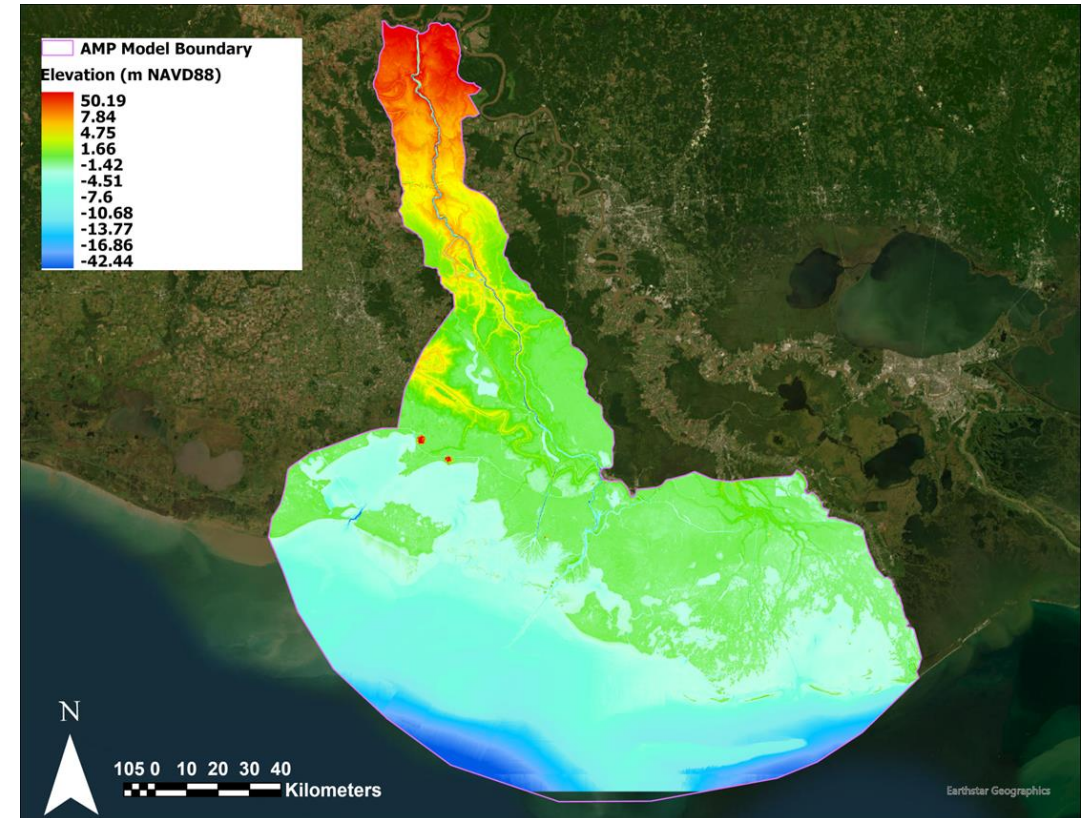 AMP Model Boundary
Elevation (m NAVD88)
50.19
7.84
4.75
1.66
-1.42
-4.51
-7.6
-10.68
-13.77
-16.86
-42.44
N
105 0 10 20 30 40
Kilometers
Earthstar Geographics